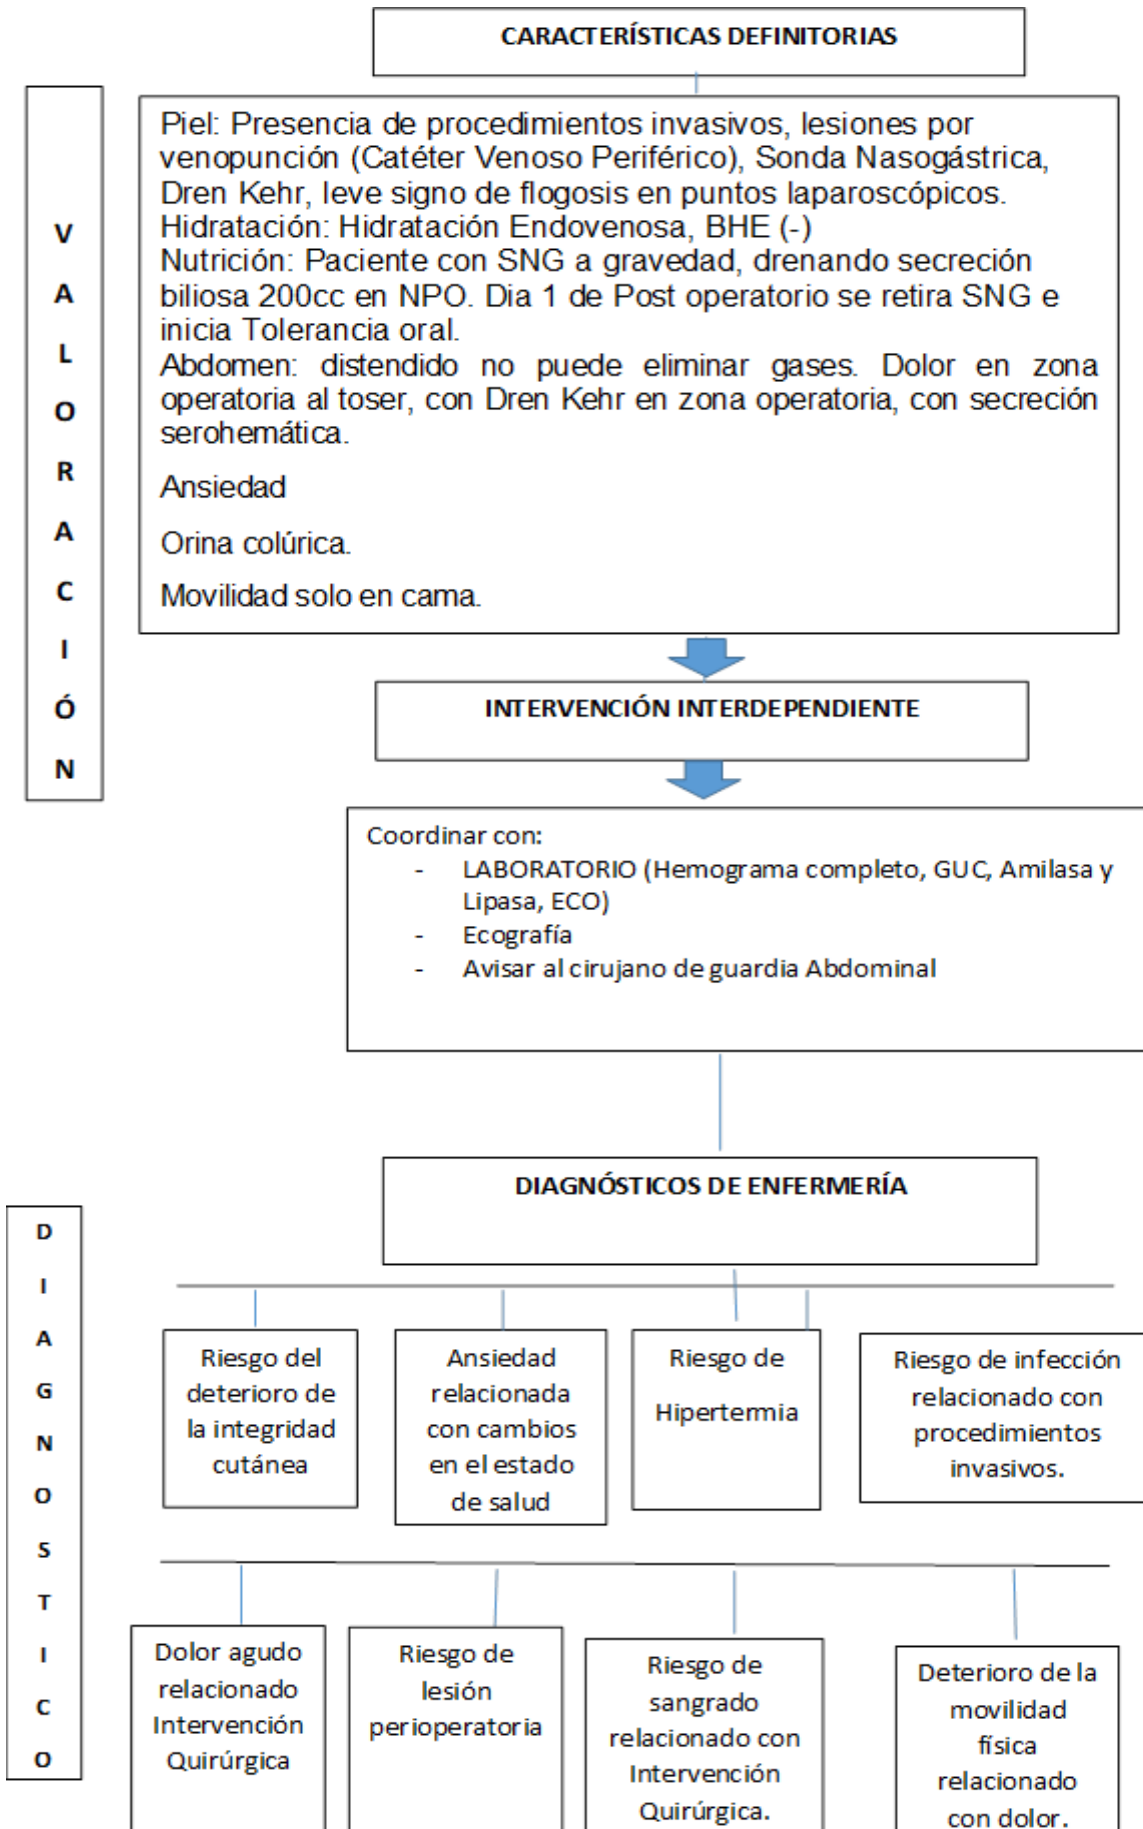 CARACTERÍSTICAS DEFINITORIAS
V
A
L
O
R
A
C
I
Ó
N
Piel: Presencia de procedimientos invasivos, lesiones por
venopunción (Catéter Venoso Periférico), Sonda Nasogástrica,
Dren Kehr, leve signo de flogosis en puntos laparoscópicos.
Hidratación: Hidratación Endovenosa, BHE (-)
Nutrición: Paciente con SNG a gravedad, drenando secreción
biliosa 200cc en NPO. Dia 1 de Post operatorio se retira SNG e
inicia Tolerancia oral.
Abdomen: distendido no puede eliminar gases. Dolor en zona
operatoria al toser, con Dren Kehr en zona operatoria, con secreción
serohemática.
Ansiedad
Orina colúrica.
Movilidad solo en cama.
INTERVENCIÓN INTERDEPENDIENTE
Coordinar con:
- LABORATORIO (Hemograma completo, GUC, Amilasa y
Lipasa, ECO)
- Ecografía
- Avisar al cirujano de guardia Abdominal
DIAGNÓSTICOS DE ENFERMERÍA
D
I
A
G
N
O
S
T
I
C
O
Riesgo del
deterioro de
la integridad
cutánea
Ansiedad
relacionada
con cambios
en el estado
de salud
Riesgo de
Hipertermia
Riesgo de infección
relacionado con
procedimientos
invasivos.
Dolor agudo
relacionado
Intervención
Quirúrgica
Riesgo de
lesión
perioperatoria
Riesgo de
sangrado
relacionado con
Intervención
Quirúrgica.
Deterioro de la
movilidad
física
relacionado
con dolor.